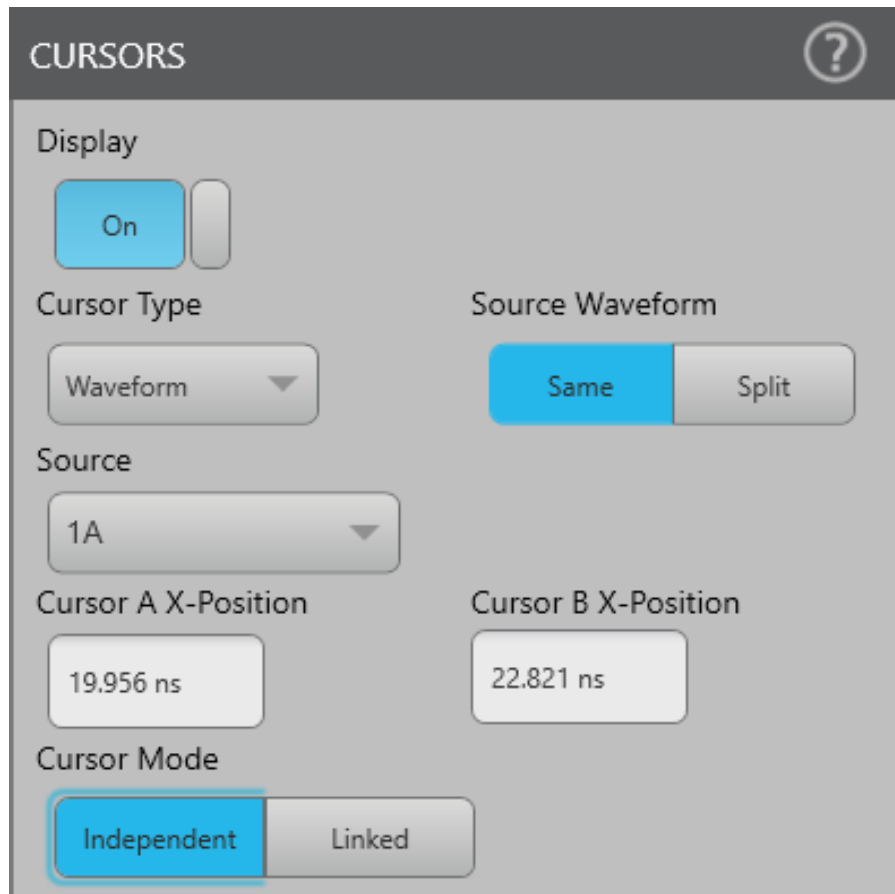 CURSORS ?
Display
On
Cursor Type Source Waveform
Waveform Same Split
Source
1A
Cursor A X-Position Cursor B X-Position
19.956 ns 22.821 ns
Cursor Mode
Independent Linked